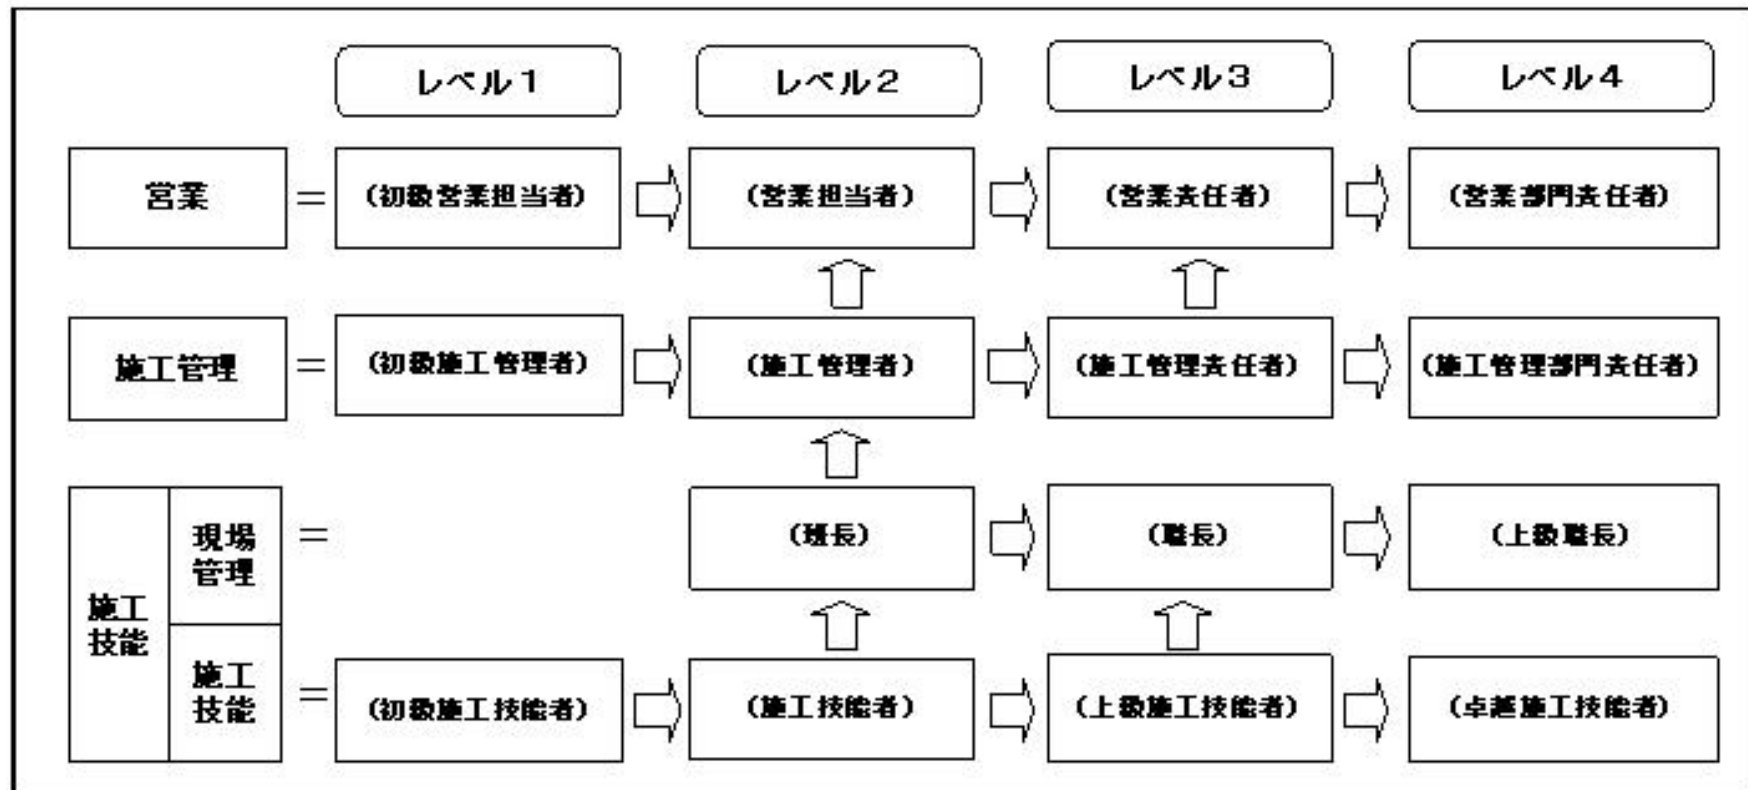 レベル1
レベル2
レベル3
レベル4
営業
=
(初級営業担当者)
(営業担当者)
(営業責任者)
(営業部門責任者)
施工管理
=
(初級施工管理者)
(施工管理者)
(施工管理責任者)
(施工管理部門責任者)
施工
技能
現場
管理
=
(班長)
(職長)
(上級職長)
施工
技能
=
(初級施工技能者)
(施工技能者)
(上級施工技能者)
(卓越施工技能者)